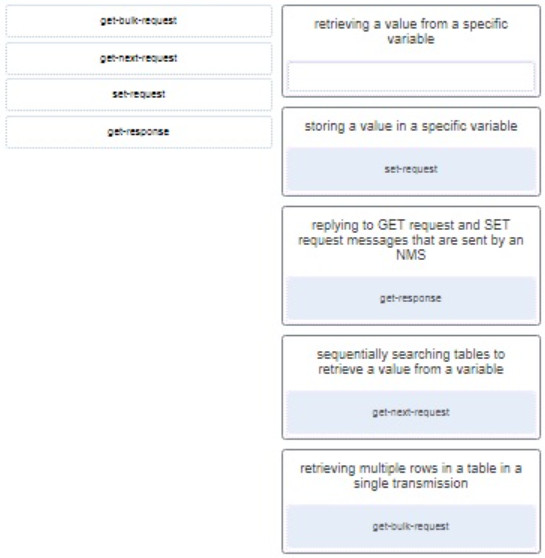 get-bulk-request
get-next-request
set-request
get-response
retrieving a value from a specific
variable
storing a value in a specific variable
set-request
replying to GET request and SET
request messages that are sent by an
NMS
get-response
sequentially searching tables to
retrieve a value from a variable
get-next-request
retrieving multiple rows in a table in a
single transmission
get-bulk-request